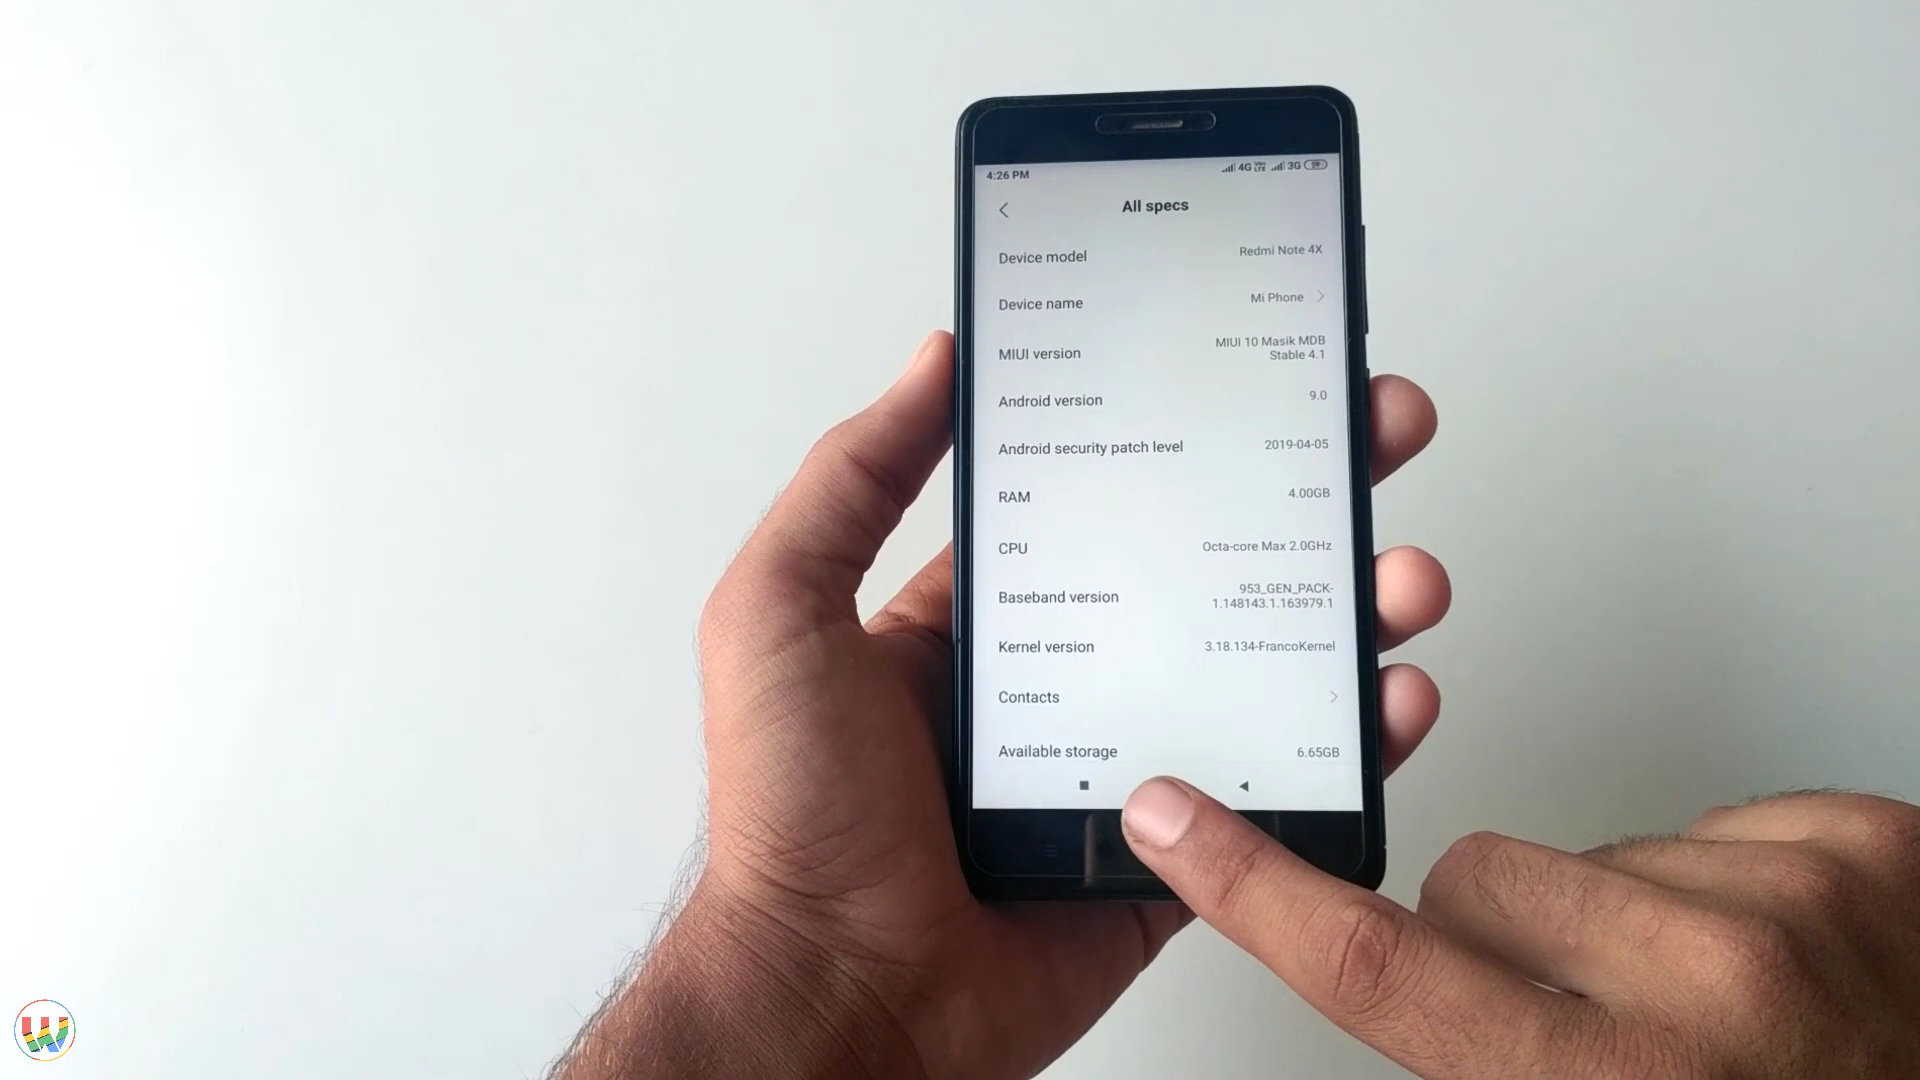 4:26 PM
4G VoLTE 3G 59
All specs
Device model
Redmi Note 4X
Device name
Mi Phone
MIUI version
MIUI 10 Masik MDB
Stable 4.1
Android version
9.0
Android security patch level
2019-04-05
RAM
4.00GB
CPU
Octa-core Max 2.0GHz
Baseband version
953_GEN_PACK-
1.148143.1.163979.1
Kernel version
3.18.134-FrancoKernel
Contacts
Available storage
6.65GB
W